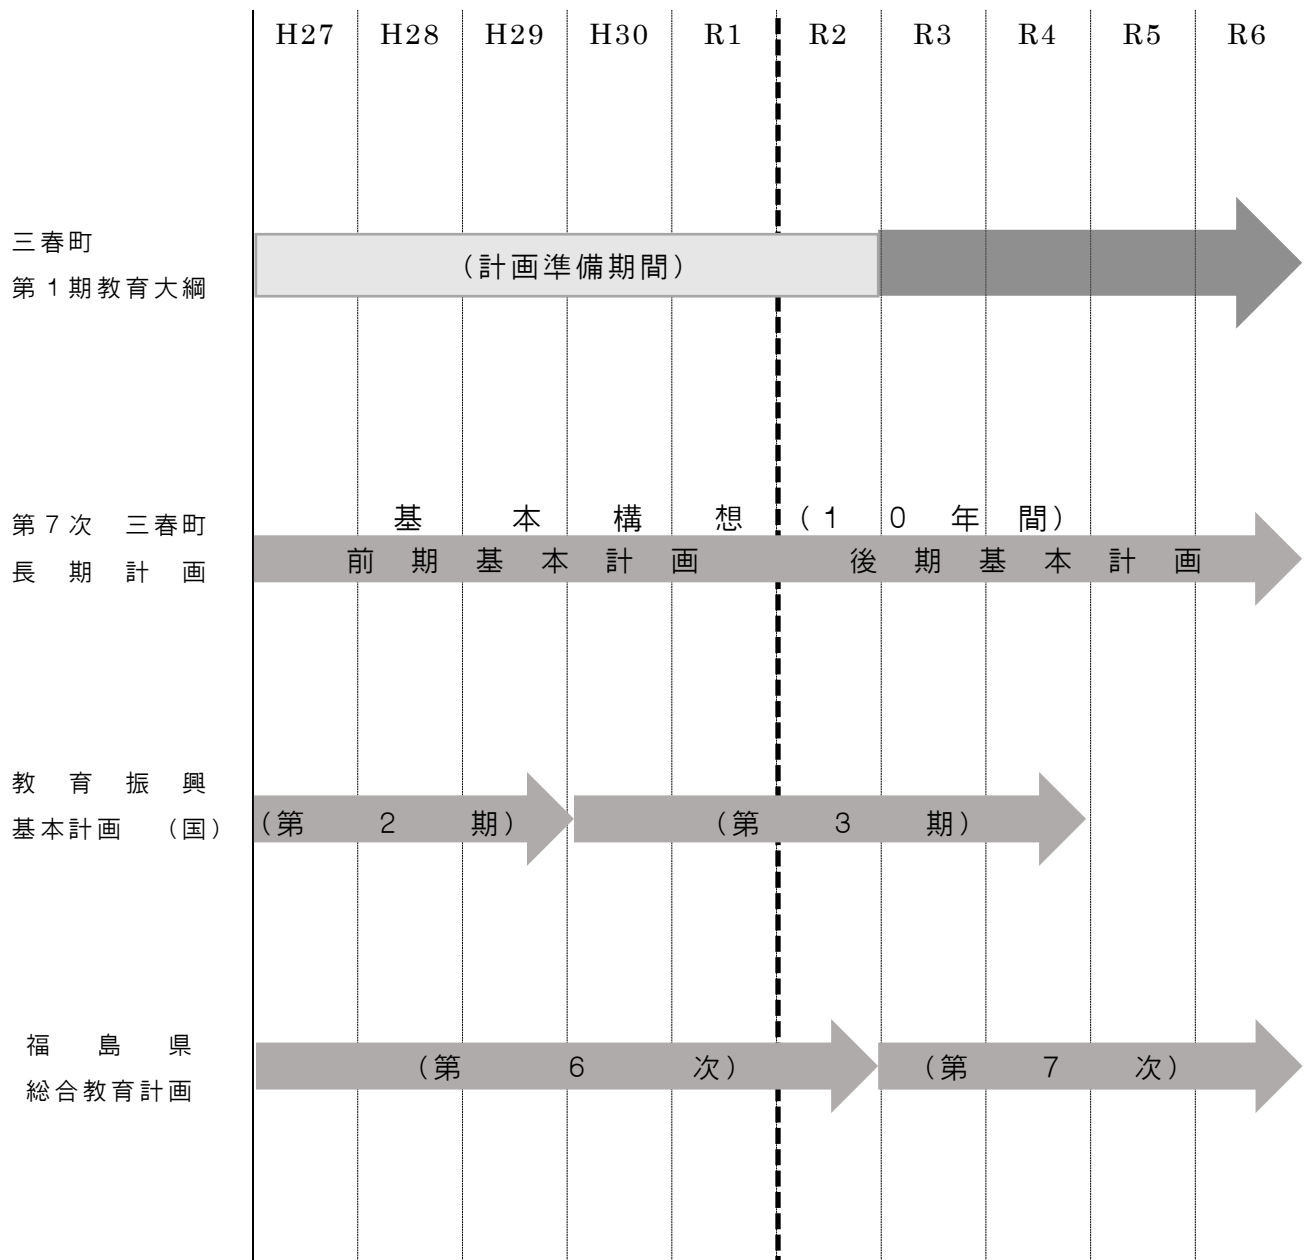 H27 H28 H29 H30 R1 R2 R3 R4 R5 R6
三春町
第1期教育大綱
(計画準備期間)
第7次 三春町
長期計画
基本構想(10年間)
前期基本計画 後期基本計画
教育振興
基本計画 (国)
(第2期) (第3期)
福島県
総合教育計画
(第6次) (第7次)